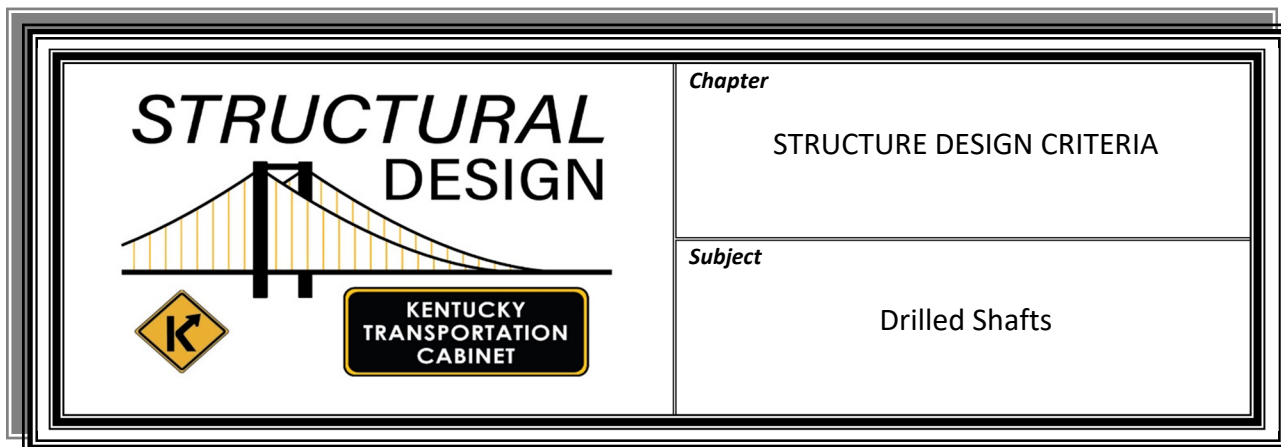 STRUCTURAL
DESIGN
K
KENTUCKY
TRANSPORTATION
CABINET
Chapter
STRUCTURE DESIGN CRITERIA
Subject
Drilled Shafts